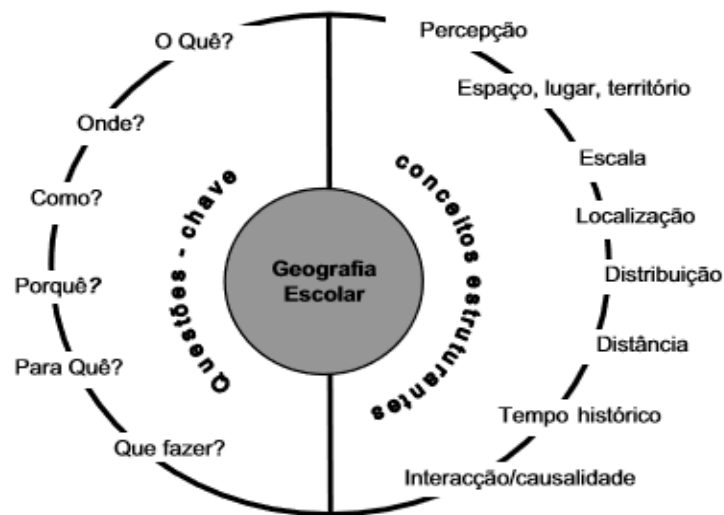 O Quê?
Onde?
Como?
Porquê?
Para Quê?
Que fazer?
Questões - chave
Geografia
Escolar
conceitos estruturantes
Percepção
Espaço, lugar, território
Escala
Localização
Distribuição
Distância
Tempo histórico
Interacção/causalidade